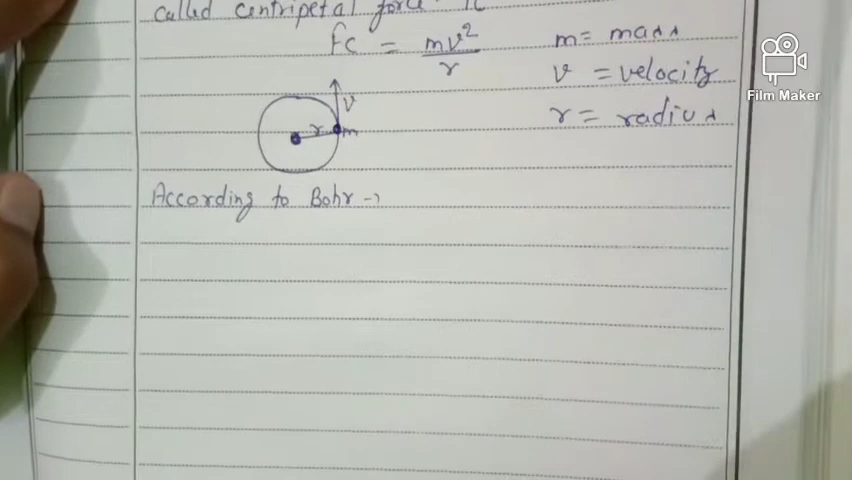 called centripetal force.
Fc = mv²/r
m = mass
v = velocity
r = radius
v
r m
According to Bohr →
Film Maker